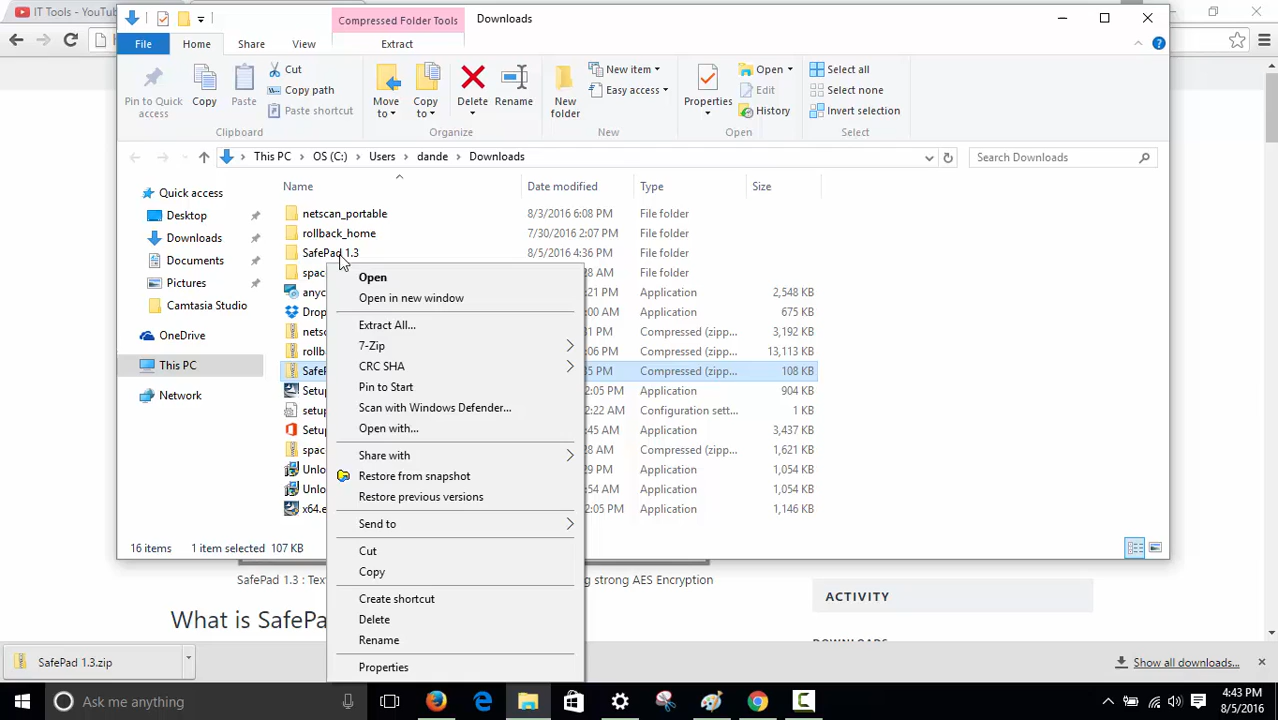 IT Tools - YouTu
Compressed Folder Tools
Downloads
File
Home
Share
View
Extract
Pin to Quick access
Copy
Paste
Cut
Copy path
Paste shortcut
Move to
Copy to
Delete
Rename
New folder
New item
Easy access
Properties
Open
Edit
History
Select all
Select none
Invert selection
Clipboard
Organize
New
Open
Select
This PC
OS (C:)
Users
dande
Downloads
Search Downloads
Name
Date modified
Type
Size
Quick access
Desktop
Downloads
Documents
Pictures
Camtasia Studio
OneDrive
This PC
Network
netscan_portable 8/3/2016 6:08 PM File folder
rollback_home 7/30/2016 2:07 PM File folder
SafePad 1.3 8/5/2016 4:36 PM File folder
spac :28 AM File folder
anyc :21 PM Application 2,548 KB
Drop :00 AM Application 675 KB
netsc :31 PM Compressed (zipp... 3,192 KB
rollb :06 PM Compressed (zipp... 13,113 KB
SafeP :35 PM Compressed (zipp... 108 KB
Setup 2:05 PM Application 904 KB
setup 2:22 AM Configuration sett... 1 KB
Setup :45 AM Application 3,437 KB
spac :28 AM Compressed (zipp... 1,621 KB
Unlo :29 PM Application 1,054 KB
Unlo :54 AM Application 1,054 KB
x64.e 2:05 PM Application 1,146 KB
Open
Open in new window
Extract All...
7-Zip
CRC SHA
Pin to Start
Scan with Windows Defender...
Open with...
Share with
Restore from snapshot
Restore previous versions
Send to
Cut
Copy
Create shortcut
Delete
Rename
Properties
16 items 1 item selected 107 KB
SafePad 1.3 : Text ng strong AES Encryption
What is SafePa
ACTIVITY
SafePad 1.3.zip
Show all downloads...
Ask me anything
4:43 PM
8/5/2016